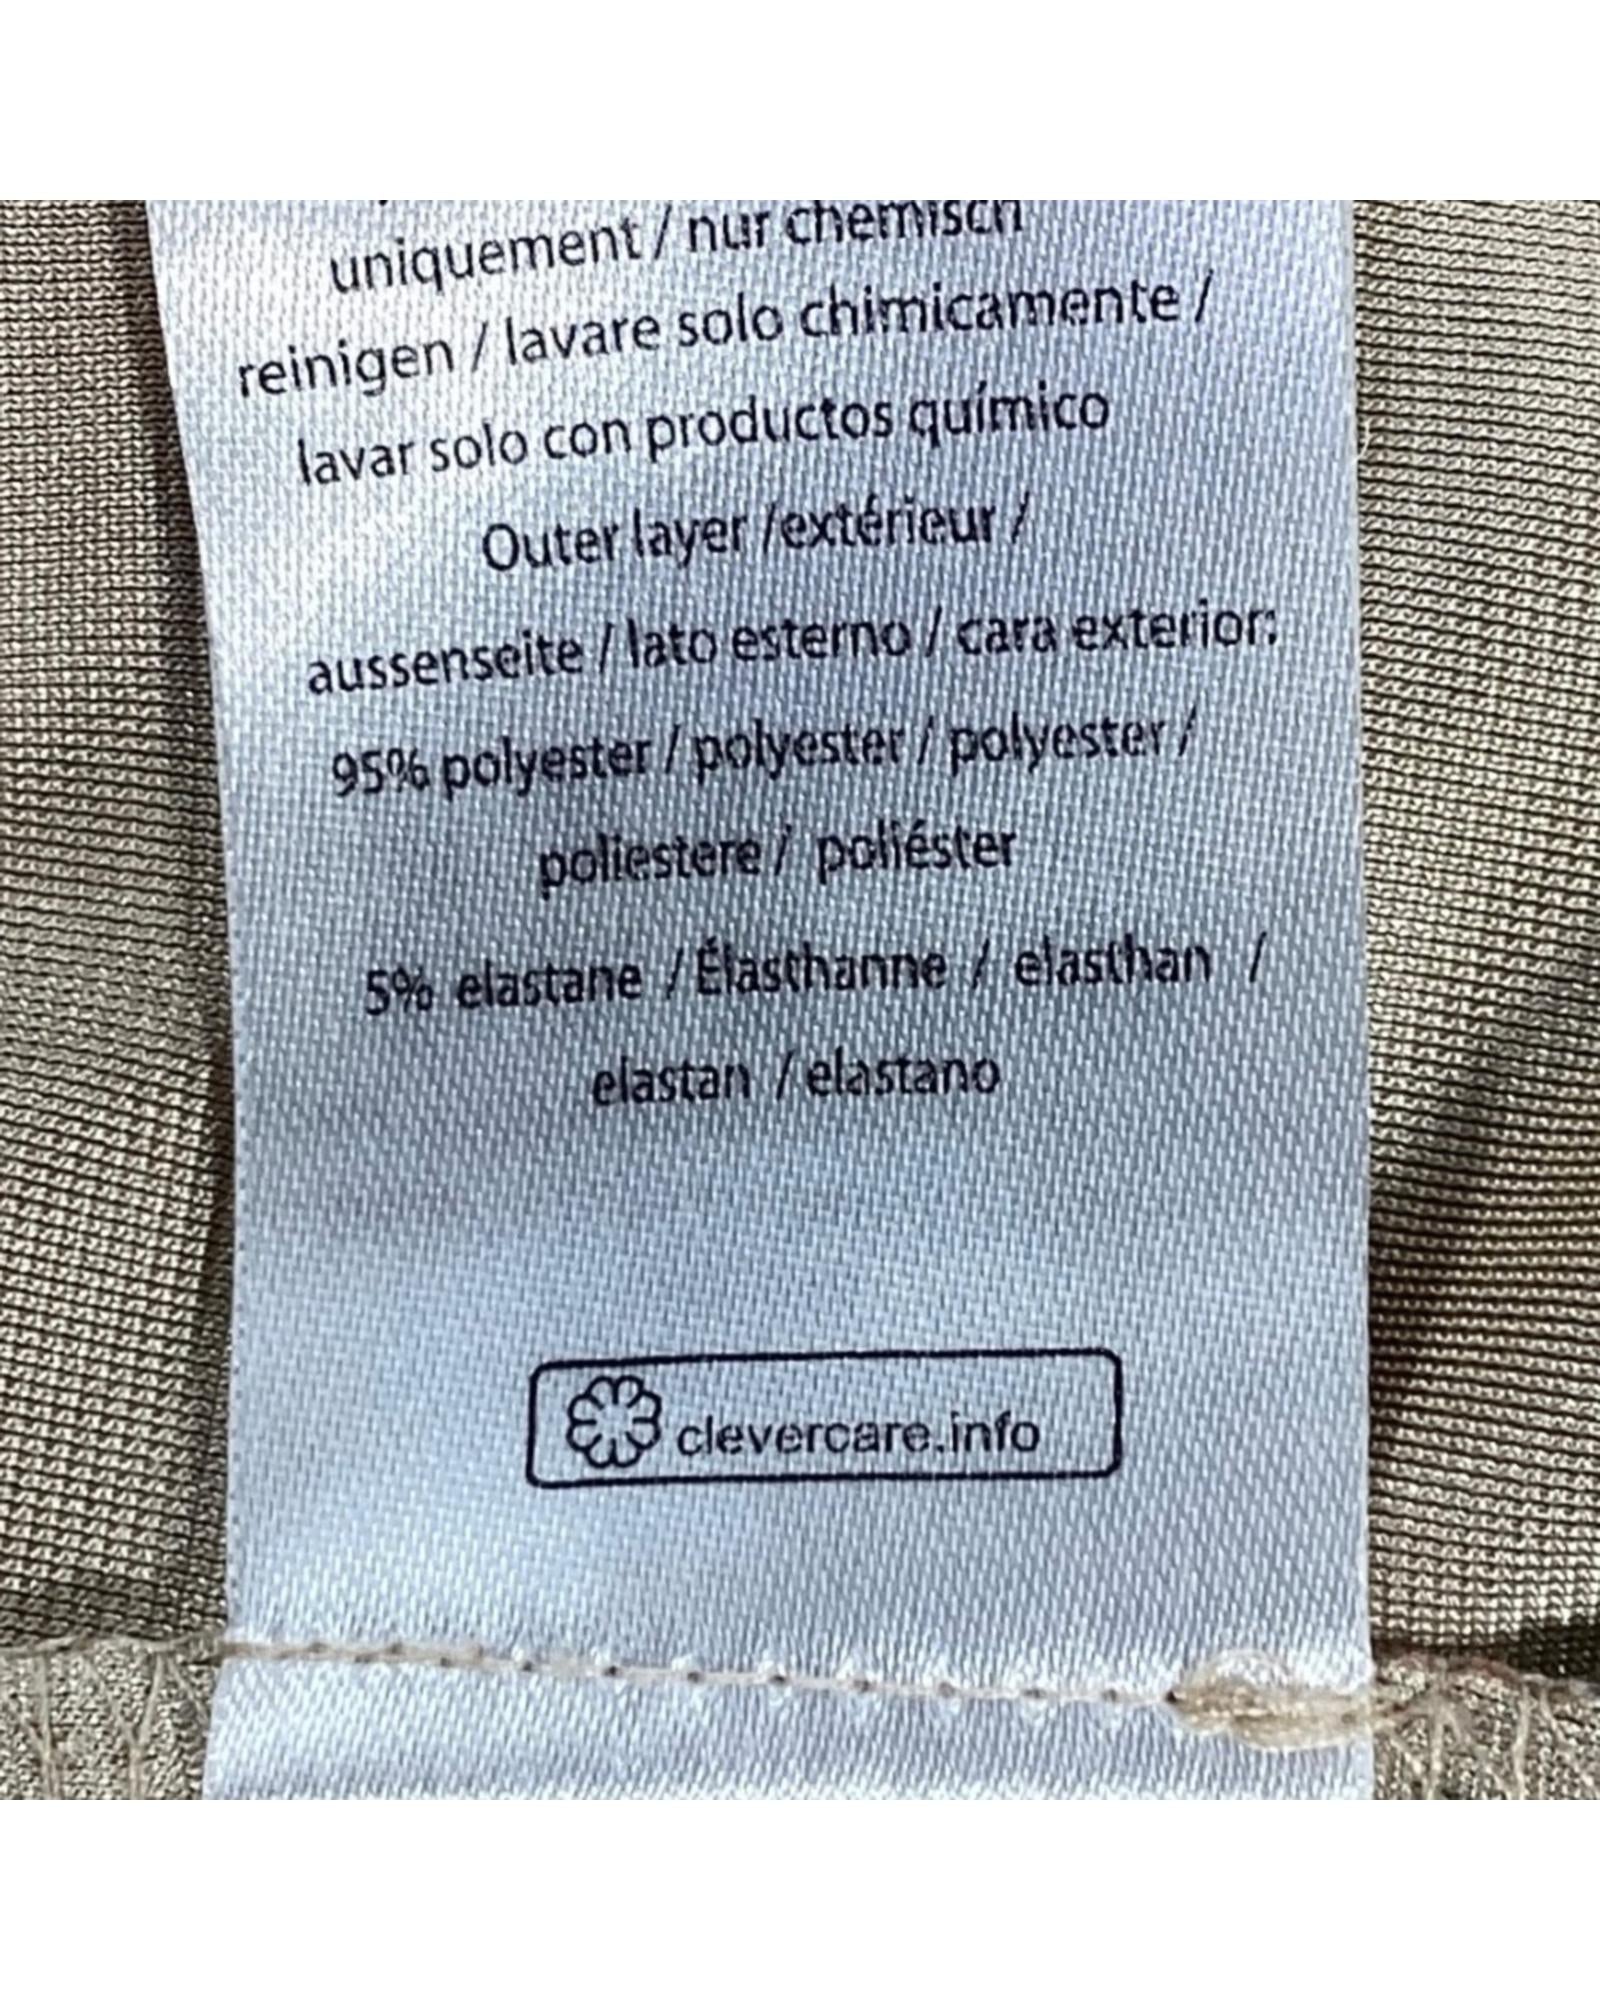 uniquement / nur chemisch
reinigen / lavare solo chimicamente /
lavar solo con productos químico
Outer layer /extérieur /
aussenseite / lato esterno / cara exterior:
95% polyester / polyester / polyester /
poliestere / poliéster
5% elastane / Élasthanne / elasthan /
elastan / elastano
clevercare.info